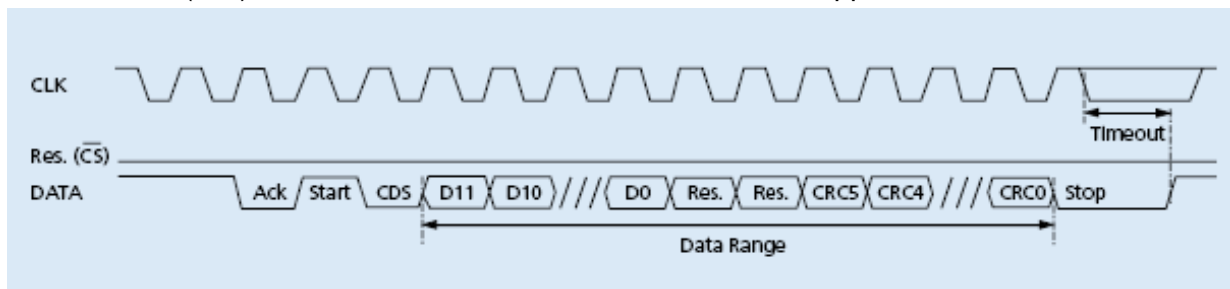 CLK
Timeout
Res. (CS)
DATA Ack Start CDS D11 D10 D0 Res. Res. CRC5 CRC4 CRC0 Stop
Data Range